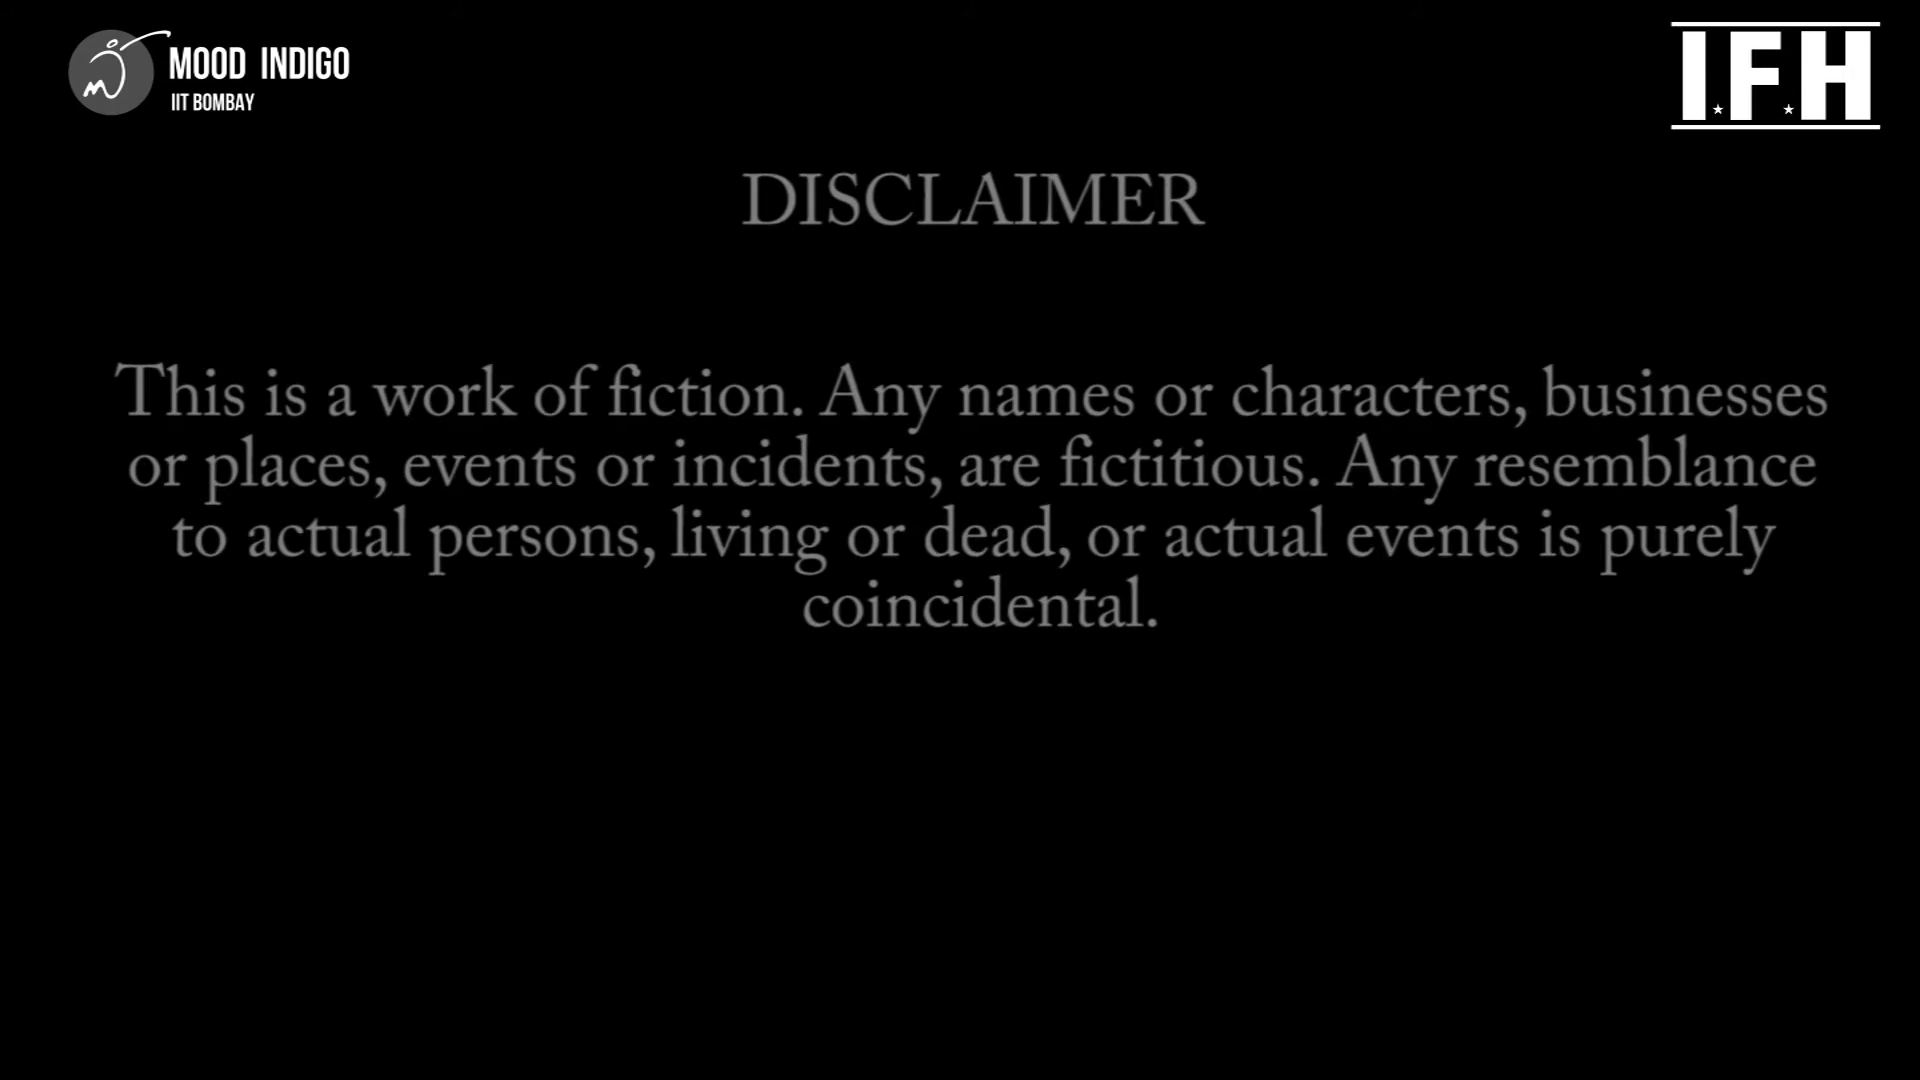 MOOD INDIGO
IIT BOMBAY
I.F.H
DISCLAIMER
This is a work of fiction. Any names or characters, businesses
or places, events or incidents, are fictitious. Any resemblance
to actual persons, living or dead, or actual events is purely
coincidental.